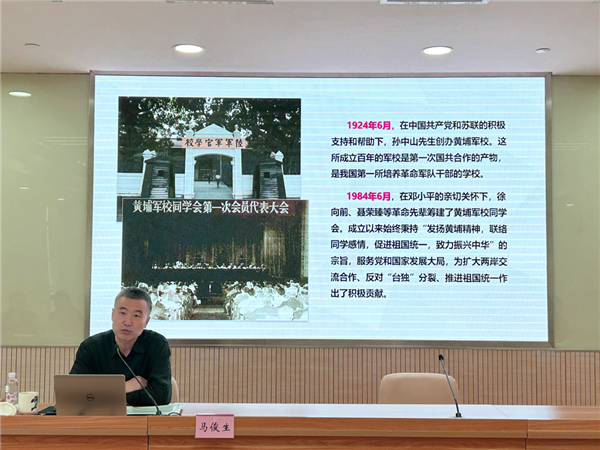 陸軍軍官學校
黄埔军校同学会第一次会员代表大会
1924年6月，在中国共产党和苏联的积极
支持和帮助下，孙中山先生创办黄埔军校。这
所成立百年的军校是第一次国共合作的产物，
是我国第一所培养革命军队干部的学校。
1984年6月，在邓小平的亲切关怀下，徐
向前、聂荣臻等革命先辈筹建了黄埔军校同学
会。成立以来始终秉持“发扬黄埔精神，联络
同学感情，促进祖国统一，致力振兴中华”的
宗旨，服务党和国家发展大局，为扩大两岸交
流合作、反对“台独”分裂、推进祖国统一作
出了积极贡献。
DELL
马俊生